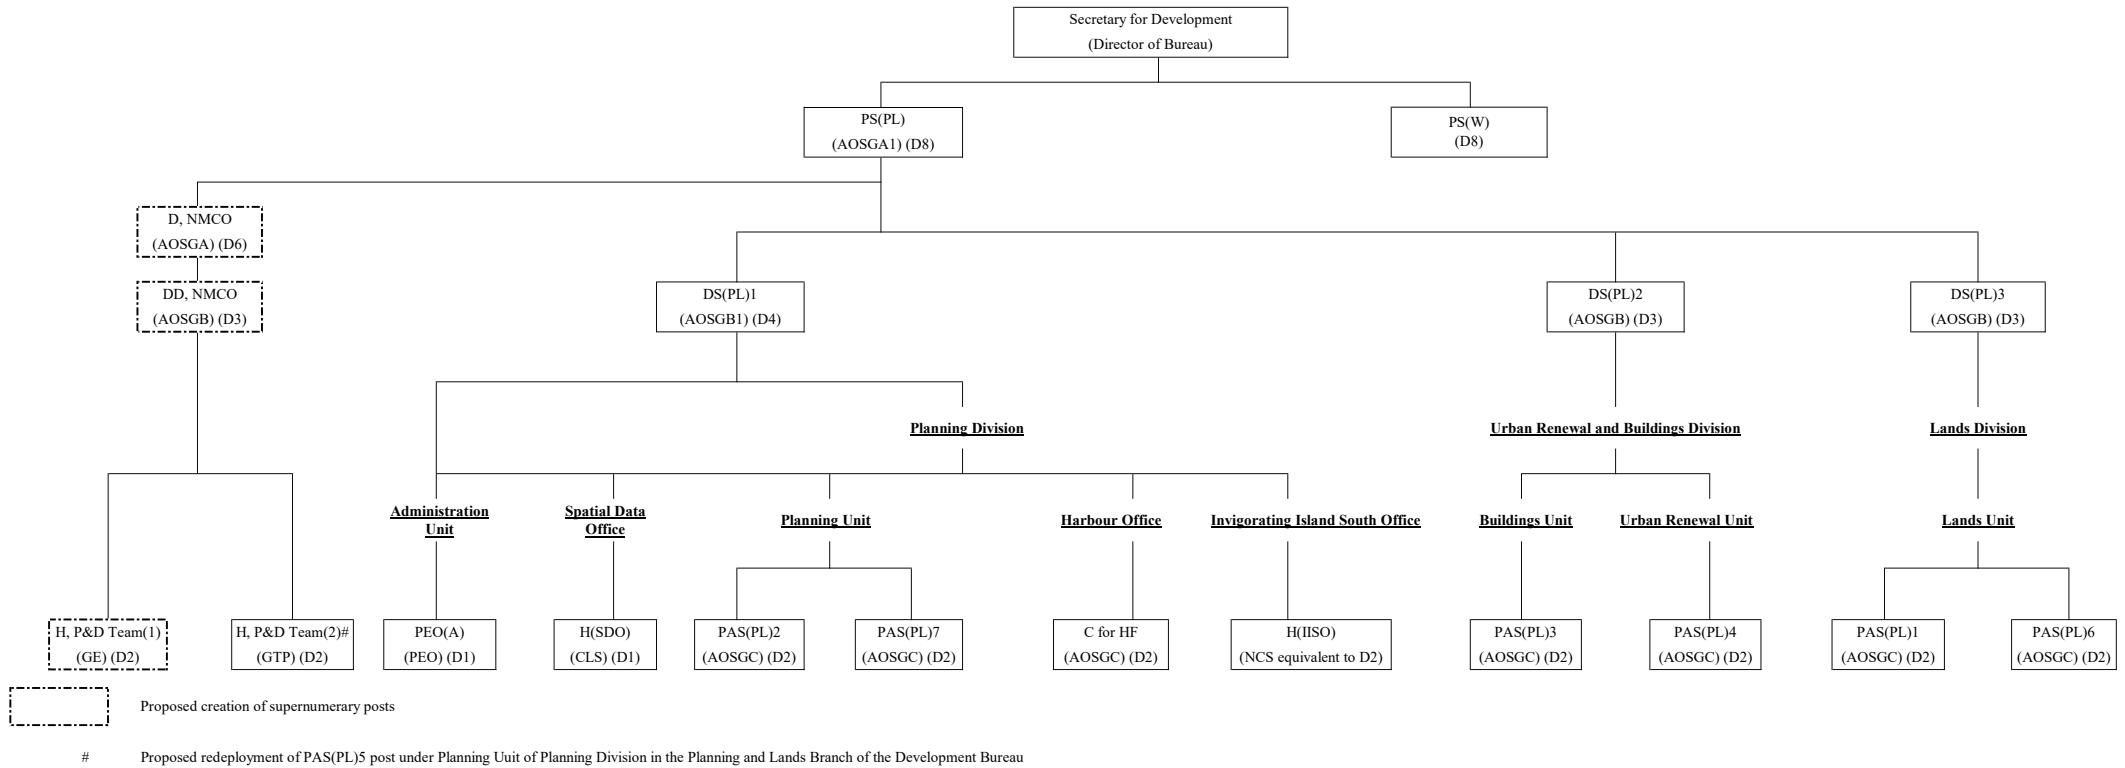 Secretary for Development
(Director of Bureau)
PS(PL)
(AOSGA1) (D8)
PS(W)
(D8)
D, NMCO
(AOSGA) (D6)
DD, NMCO
(AOSGB) (D3)
DS(PL)1
(AOSGB1) (D4)
DS(PL)2
(AOSGB) (D3)
DS(PL)3
(AOSGB) (D3)
Planning Division
Urban Renewal and Buildings Division
Lands Division
Administration
Unit
Spatial Data
Office
Planning Unit
Harbour Office
Invigorating Island South Office
Buildings Unit
Urban Renewal Unit
Lands Unit
H, P&D Team(1)
(GE) (D2)
H, P&D Team(2)#
(GTP) (D2)
PEO(A)
(PEO) (D1)
H(SDO)
(CLS) (D1)
PAS(PL)2
(AOSGC) (D2)
PAS(PL)7
(AOSGC) (D2)
C for HF
(AOSGC) (D2)
H(IISO)
(NCS equivalent to D2)
PAS(PL)3
(AOSGC) (D2)
PAS(PL)4
(AOSGC) (D2)
PAS(PL)1
(AOSGC) (D2)
PAS(PL)6
(AOSGC) (D2)
Proposed creation of supernumerary posts
# Proposed redeployment of PAS(PL)5 post under Planning Uuit of Planning Division in the Planning and Lands Branch of the Development Bureau